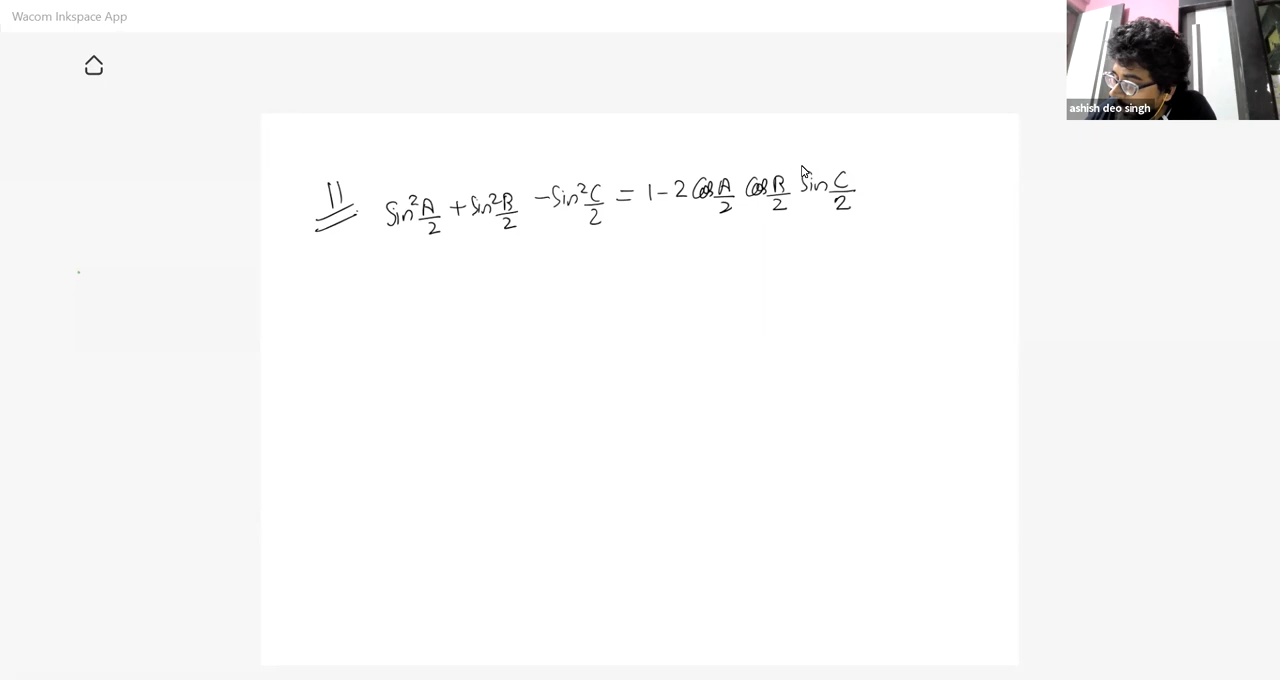 Wacom Inkspace App
ashish deo singh
11 Sin²A/2 + Sin²B/2 - Sin²C/2 = 1 - 2 Cos A/2 Cos B/2 Sin C/2